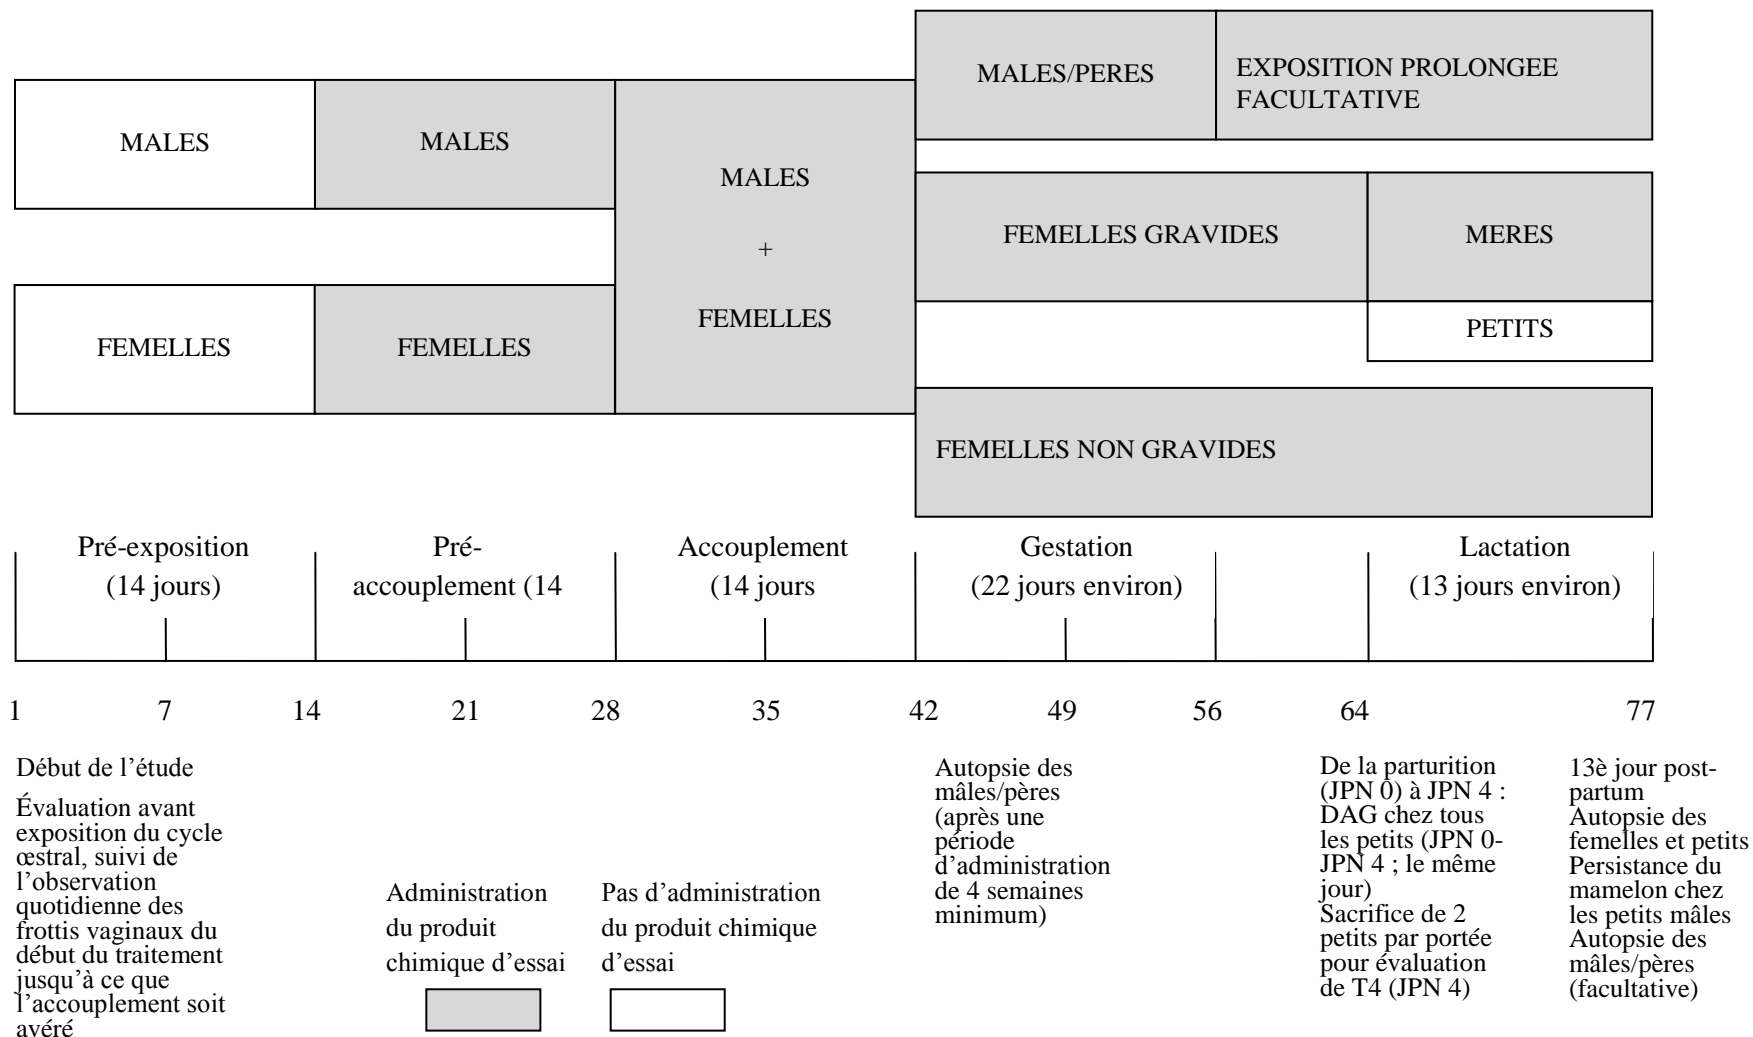 MALES/PERES
EXPOSITION PROLONGEE
FACULTATIVE
MALES
MALES
MALES
+
FEMELLES
FEMELLES GRAVIDES
MERES
FEMELLES
FEMELLES
PETITS
FEMELLES NON GRAVIDES
Pré-exposition
(14 jours)
Pré-
accouplement (14
Accouplement
(14 jours
Gestation
(22 jours environ)
Lactation
(13 jours environ)
1 7 14 21 28 35 42 49 56 64 77
Début de l’étude
Évaluation avant
exposition du cycle
œstral, suivi de
l’observation
quotidienne des
frottis vaginaux du
début du traitement
jusqu’à ce que
l’accouplement soit
avéré
Administration
du produit
chimique d’essai
Pas d’administration
du produit chimique
d’essai
Autopsie des
mâles/pères
(après une
période
d’administration
de 4 semaines
minimum)
De la parturition
(JPN 0) à JPN 4 :
DAG chez tous
les petits (JPN 0-
JPN 4 ; le même
jour)
Sacrifice de 2
petits par portée
pour évaluation
de T4 (JPN 4)
13è jour post-
partum
Autopsie des
femelles et petits
Persistance du
mamelon chez
les petits mâles
Autopsie des
mâles/pères
(facultative)